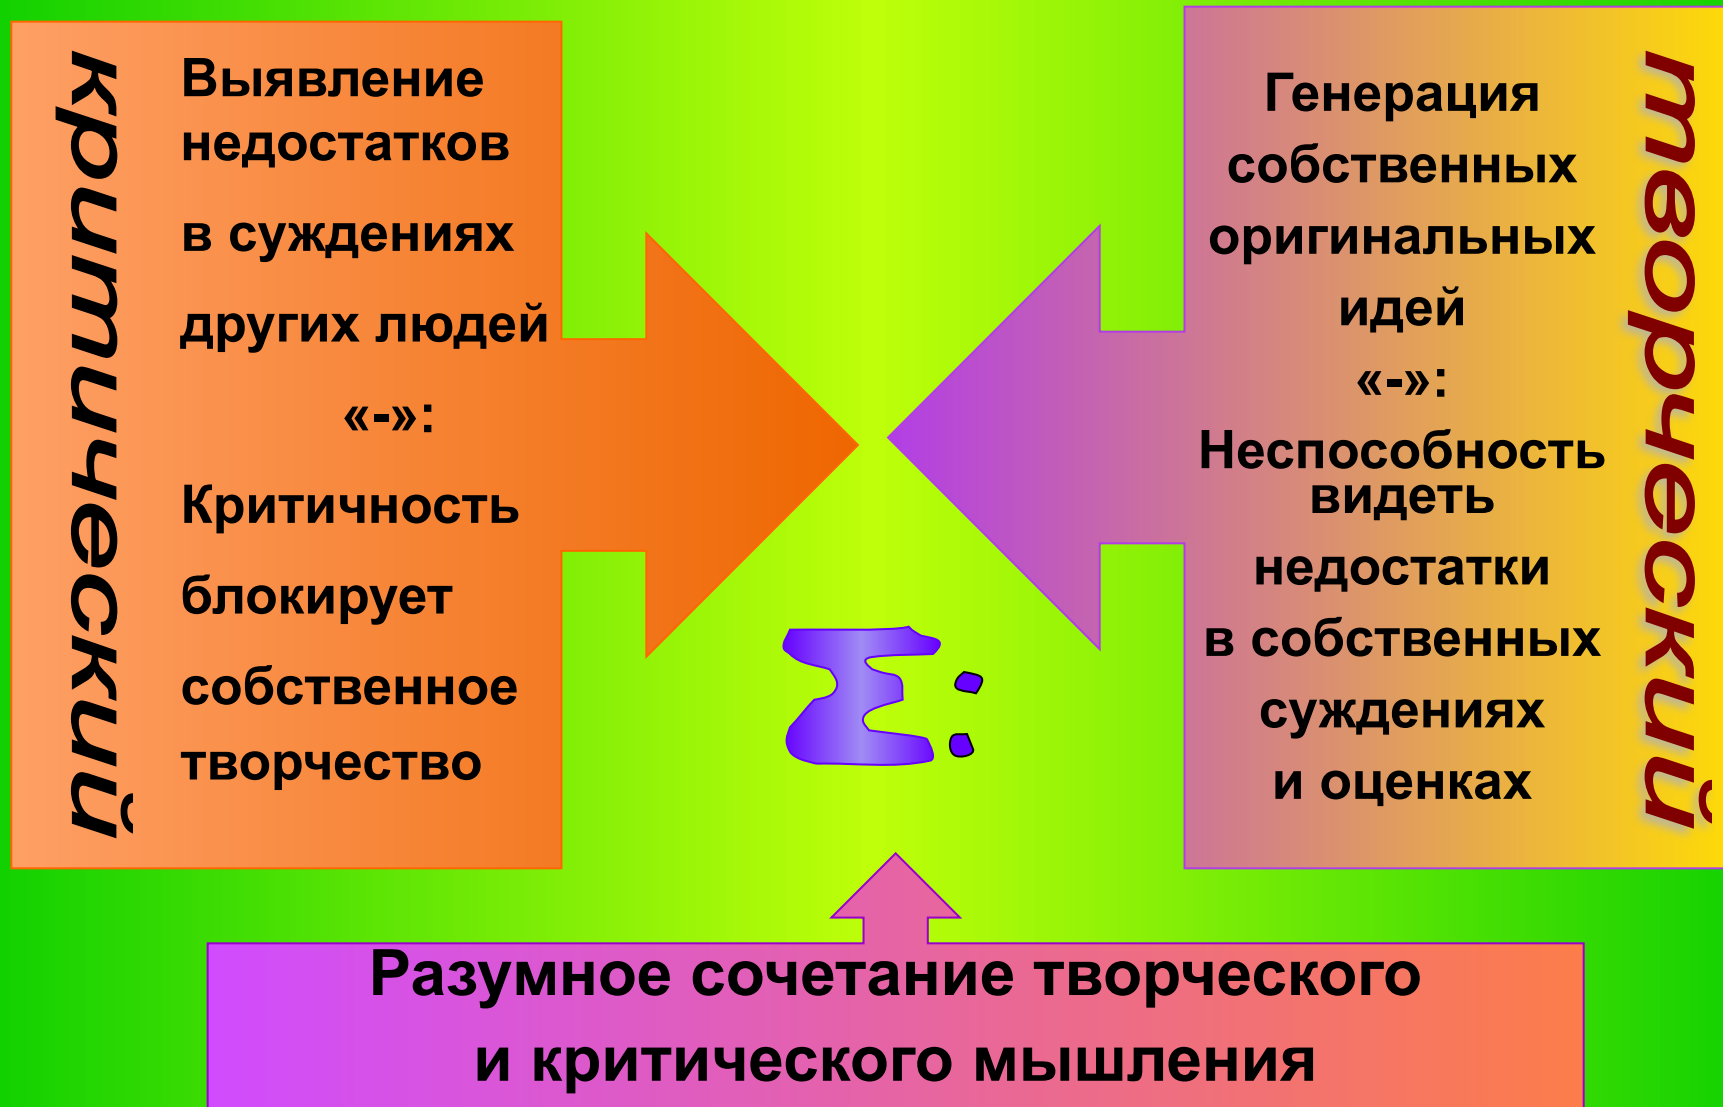 критический
Выявление
недостатков
в суждениях
других людей
«-»:
Критичность
блокирует
собственное
творчество
творческий
Генерация
собственных
оригинальных
идей
«-»:
Неспособность
видеть
недостатки
в собственных
суждениях
и оценках
Σ:
Разумное сочетание творческого
и критического мышления